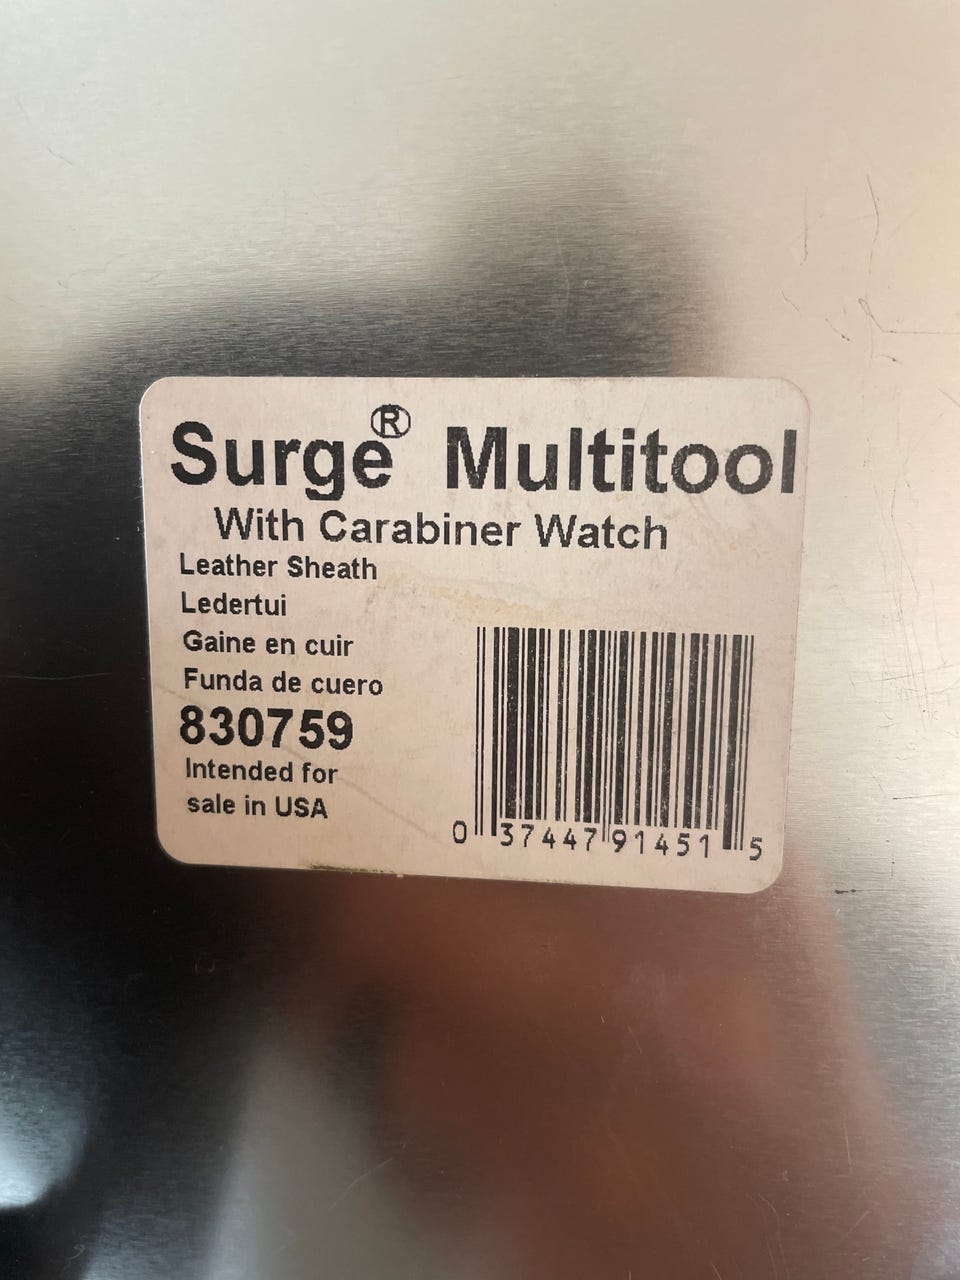 Surge® Multitool
With Carabiner Watch
Leather Sheath
Ledertui
Gaine en cuir
Funda de cuero
830759
Intended for
sale in USA
0 37447 91451 5